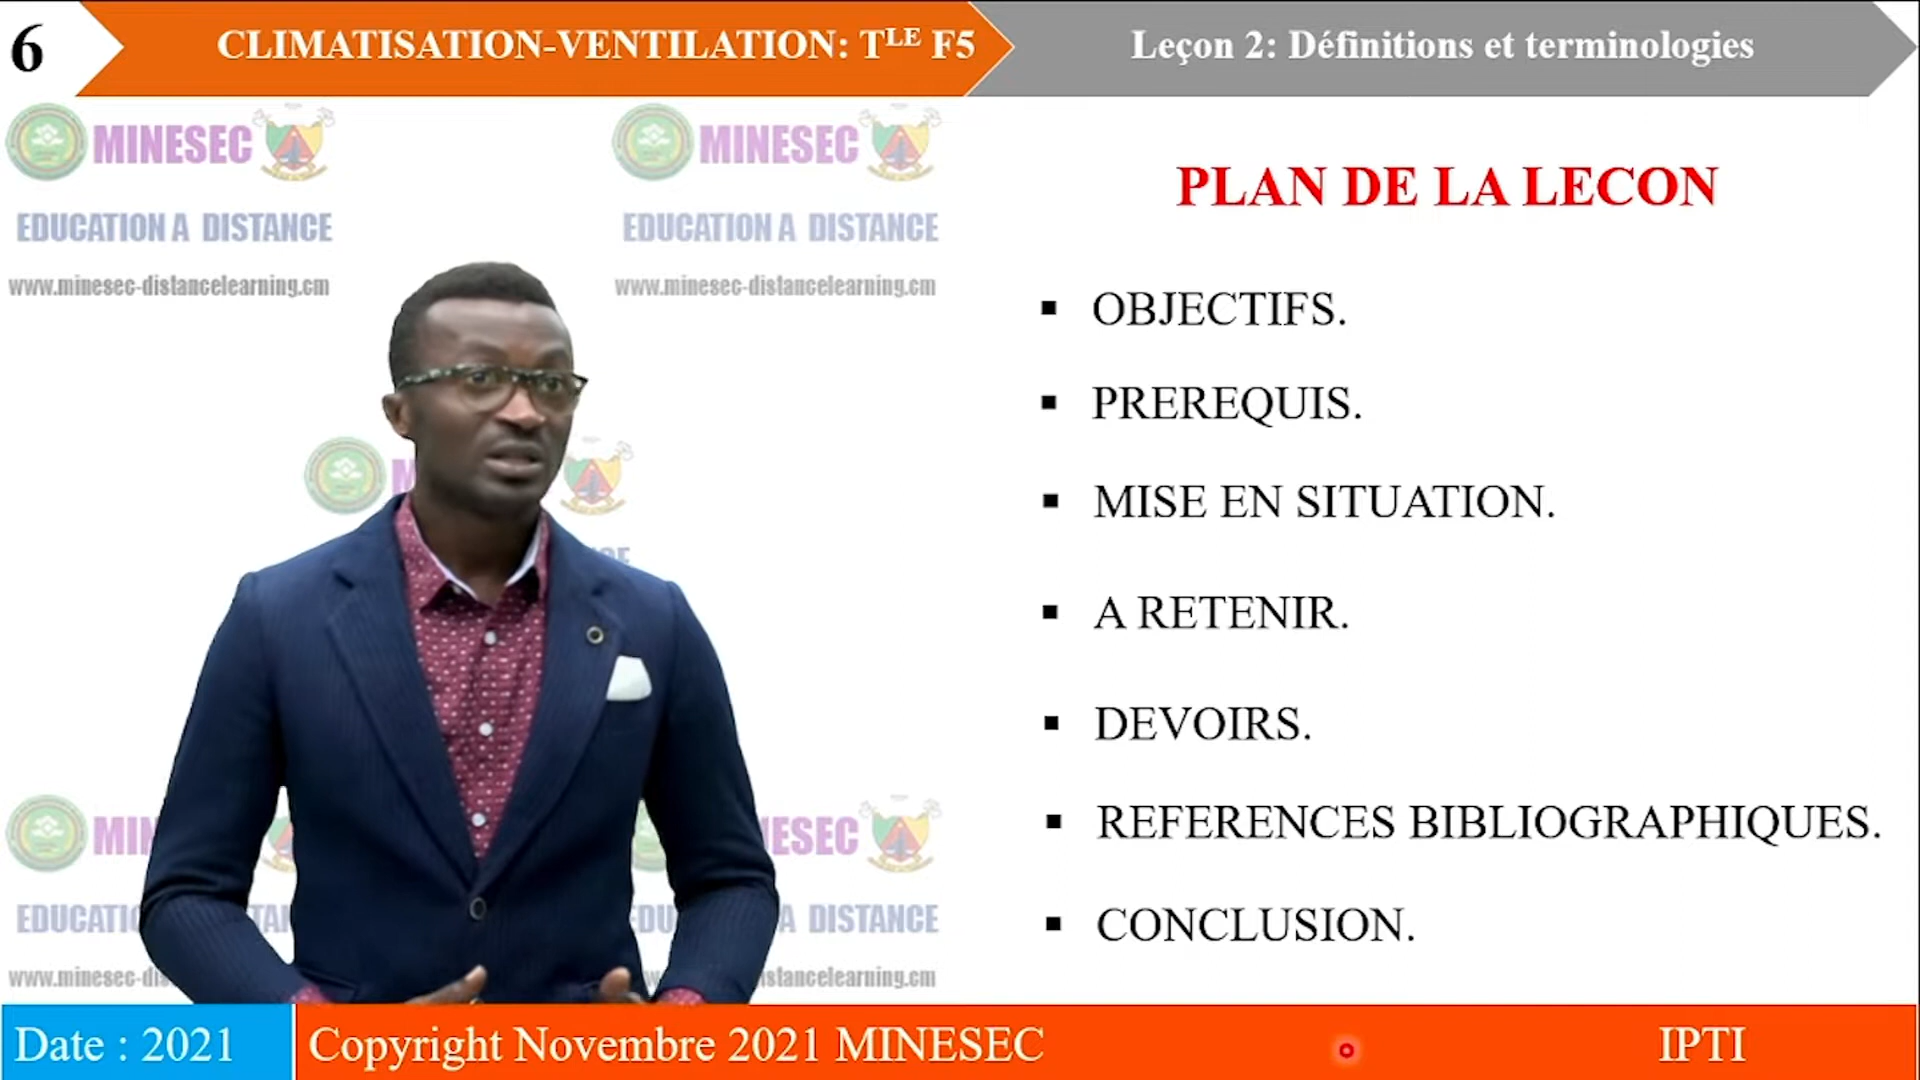 6
CLIMATISATION-VENTILATION: TLE F5
Leçon 2: Définitions et terminologies
MINESEC
EDUCATION A DISTANCE
www.minesec-distancelearning.cm
MINESEC
EDUCATION A DISTANCE
www.minesec-distancelearning.cm
PLAN DE LA LECON
▪ OBJECTIFS.
▪ PREREQUIS.
▪ MISE EN SITUATION.
▪ A RETENIR.
▪ DEVOIRS.
▪ REFERENCES BIBLIOGRAPHIQUES.
▪ CONCLUSION.
A DISTANCE
Date : 2021
Copyright Novembre 2021 MINESEC
IPTI